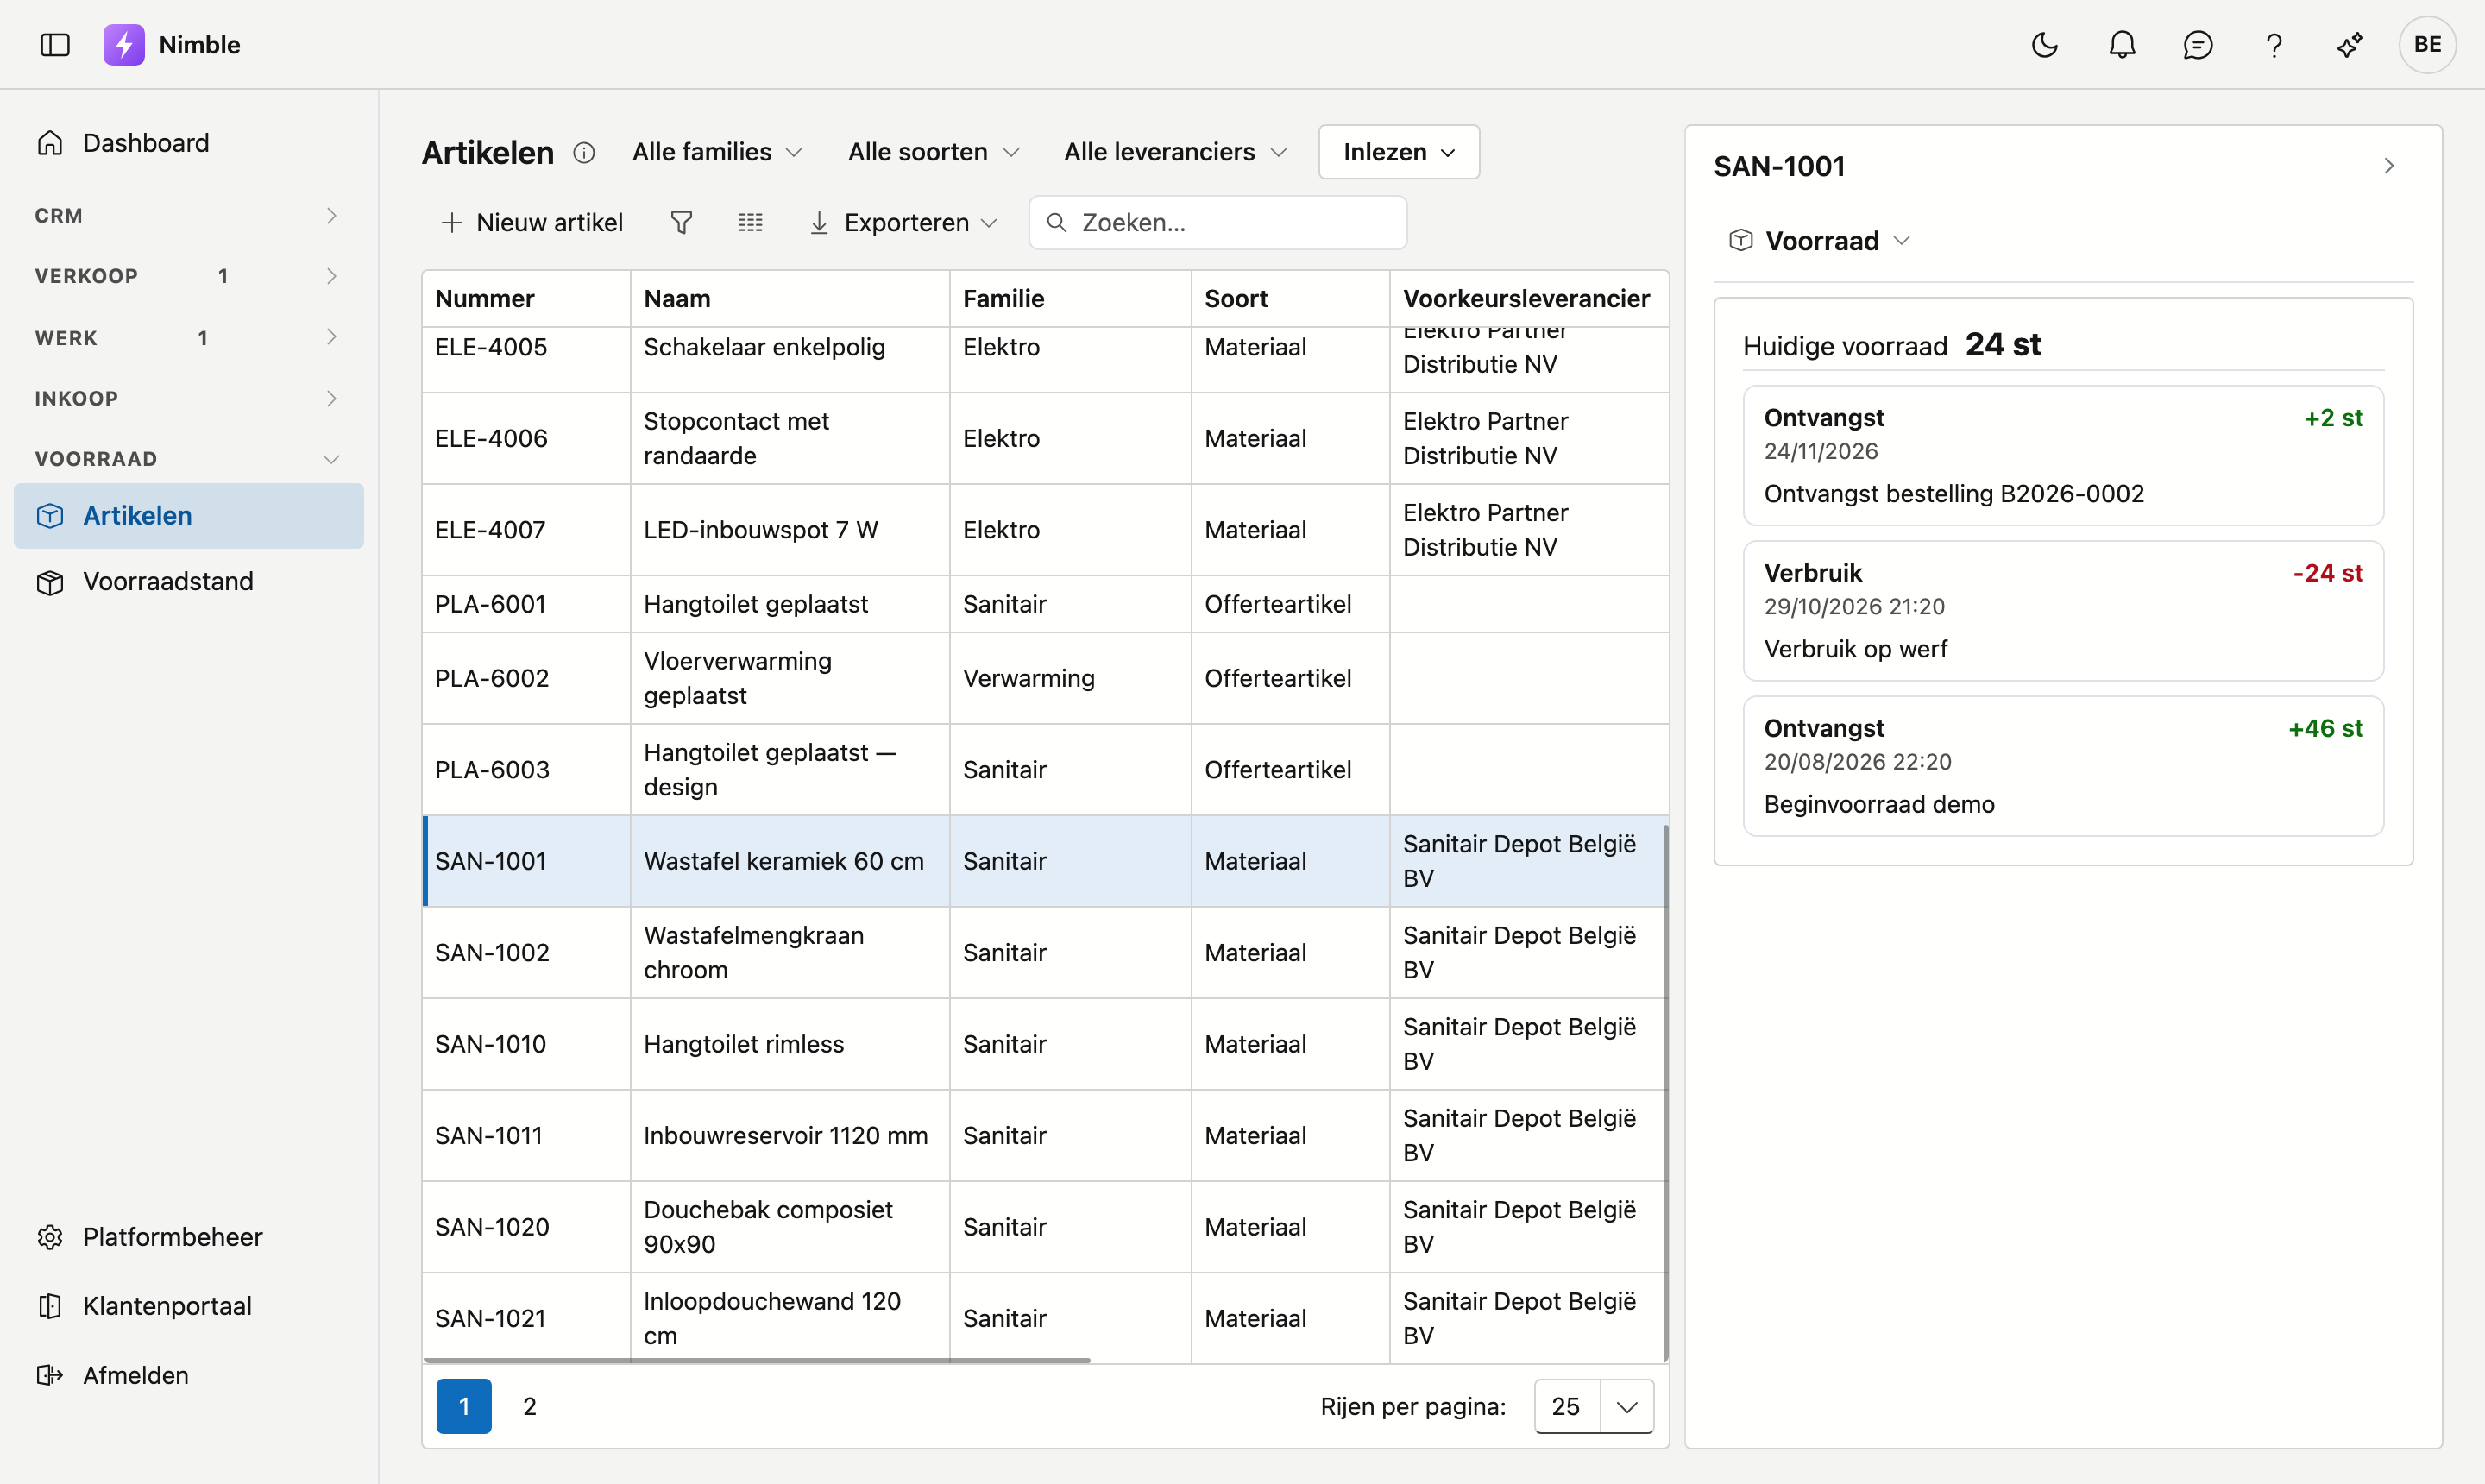 Nimble
BE
Dashboard
CRM
VERKOOP 1
WERK 1
INKOOP
VOORRAAD
Artikelen
Voorraadstand
Platformbeheer
Klantenportaal
Afmelden
Artikelen Alle families Alle soorten Alle leveranciers Inlezen
Nieuw artikel Exporteren Zoeken...
Nummer Naam Familie Soort Voorkeursleverancier
ELE-4005 Schakelaar enkelpolig Elektro Materiaal Elektro Partner
Distributie NV
ELE-4006 Stopcontact met Elektro Materiaal Elektro Partner
randaarde Distributie NV
ELE-4007 LED-inbouwspot 7 W Elektro Materiaal Elektro Partner
Distributie NV
PLA-6001 Hangtoilet geplaatst Sanitair Offerteartikel
PLA-6002 Vloerverwarming Verwarming Offerteartikel
geplaatst
PLA-6003 Hangtoilet geplaatst — Sanitair Offerteartikel
design
SAN-1001 Wastafel keramiek 60 cm Sanitair Materiaal Sanitair Depot België
BV
SAN-1002 Wastafelmengkraan Sanitair Materiaal Sanitair Depot België
chroom BV
SAN-1010 Hangtoilet rimless Sanitair Materiaal Sanitair Depot België
BV
SAN-1011 Inbouwreservoir 1120 mm Sanitair Materiaal Sanitair Depot België
BV
SAN-1020 Douchebak composiet Sanitair Materiaal Sanitair Depot België
90x90 BV
SAN-1021 Inloopdouchewand 120 Sanitair Materiaal Sanitair Depot België
cm BV
1 2 Rijen per pagina: 25
SAN-1001
Voorraad
Huidige voorraad 24 st
Ontvangst +2 st
24/11/2026
Ontvangst bestelling B2026-0002
Verbruik -24 st
29/10/2026 21:20
Verbruik op werf
Ontvangst +46 st
20/08/2026 22:20
Beginvoorraad demo